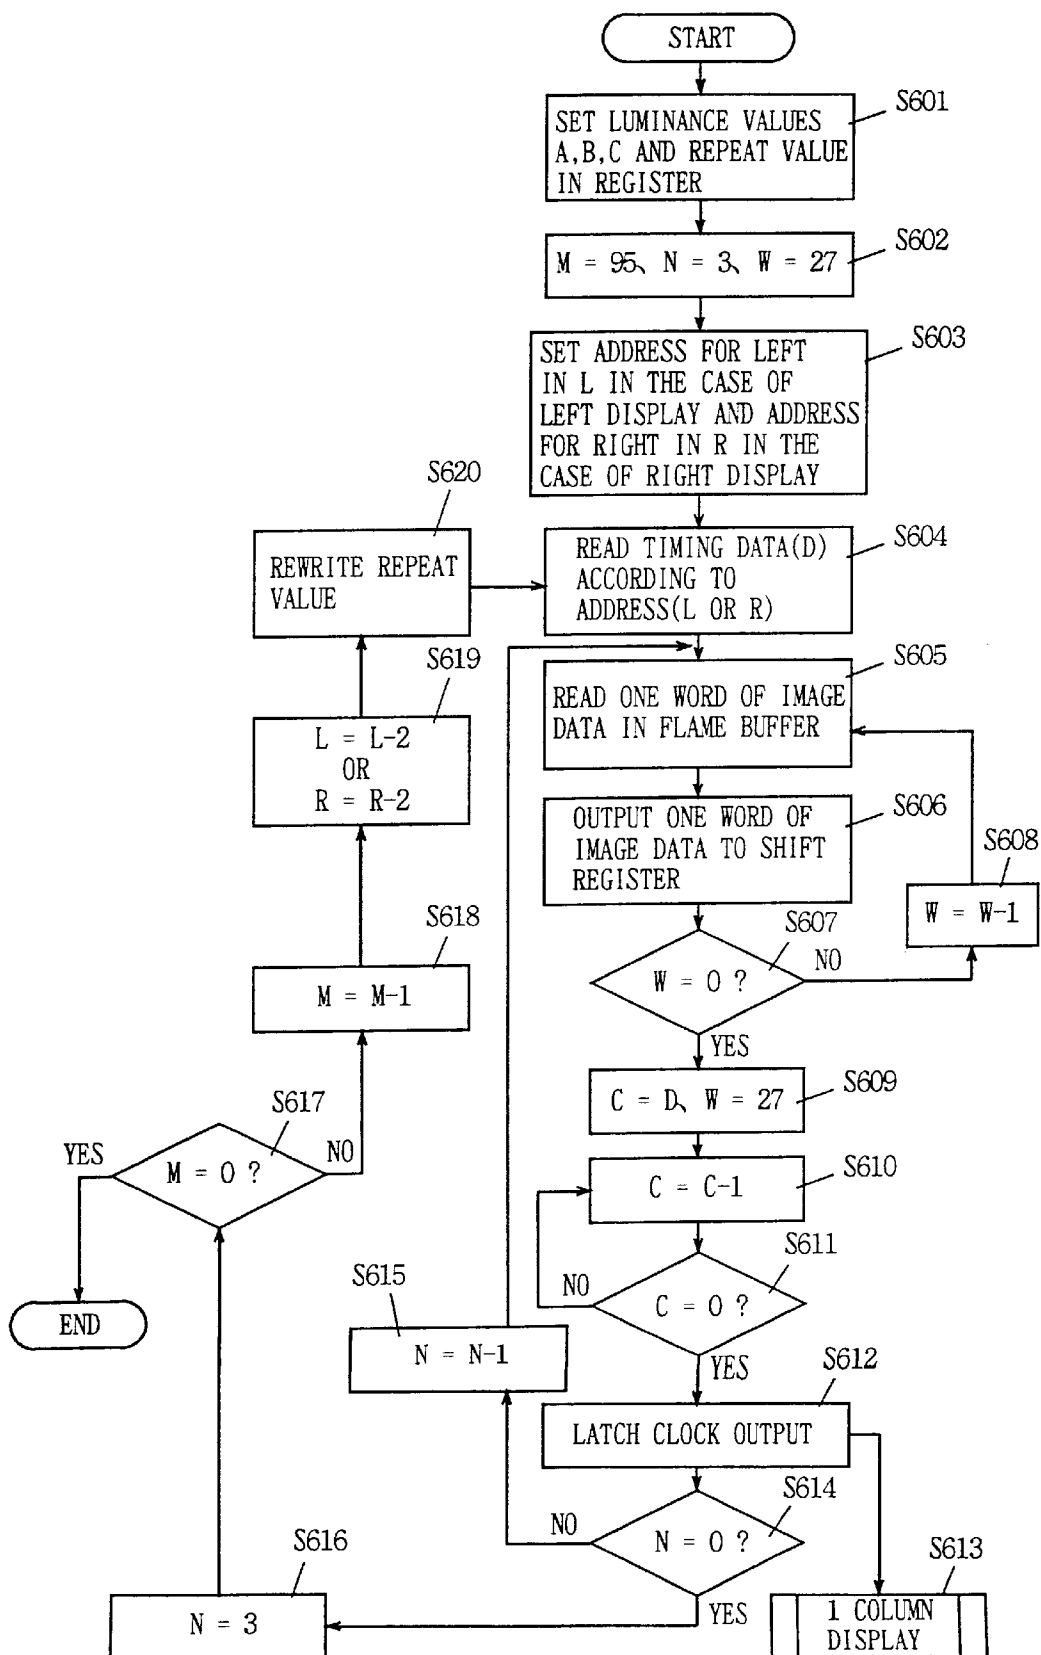 START
S601
SET LUMINANCE VALUES
A,B,C AND REPEAT VALUE
IN REGISTER
S602
M = 95、N = 3、W = 27
S603
SET ADDRESS FOR LEFT
IN L IN THE CASE OF
LEFT DISPLAY AND ADDRESS
FOR RIGHT IN R IN THE
CASE OF RIGHT DISPLAY
S620
REWRITE REPEAT
VALUE
S604
READ TIMING DATA(D)
ACCORDING TO
ADDRESS(L OR R)
S619
L = L-2
OR
R = R-2
S605
READ ONE WORD OF IMAGE
DATA IN FLAME BUFFER
S606
OUTPUT ONE WORD OF
IMAGE DATA TO SHIFT
REGISTER
S608
W = W-1
S618
M = M-1
S607
W = 0 ?
NO
YES
S609
C = D、W = 27
S617
M = 0 ?
YES
NO
S610
C = C-1
S611
C = 0 ?
NO
YES
END
S615
N = N-1
S612
LATCH CLOCK OUTPUT
S614
N = 0 ?
NO
YES
S616
N = 3
S613
1 COLUMN
DISPLAY